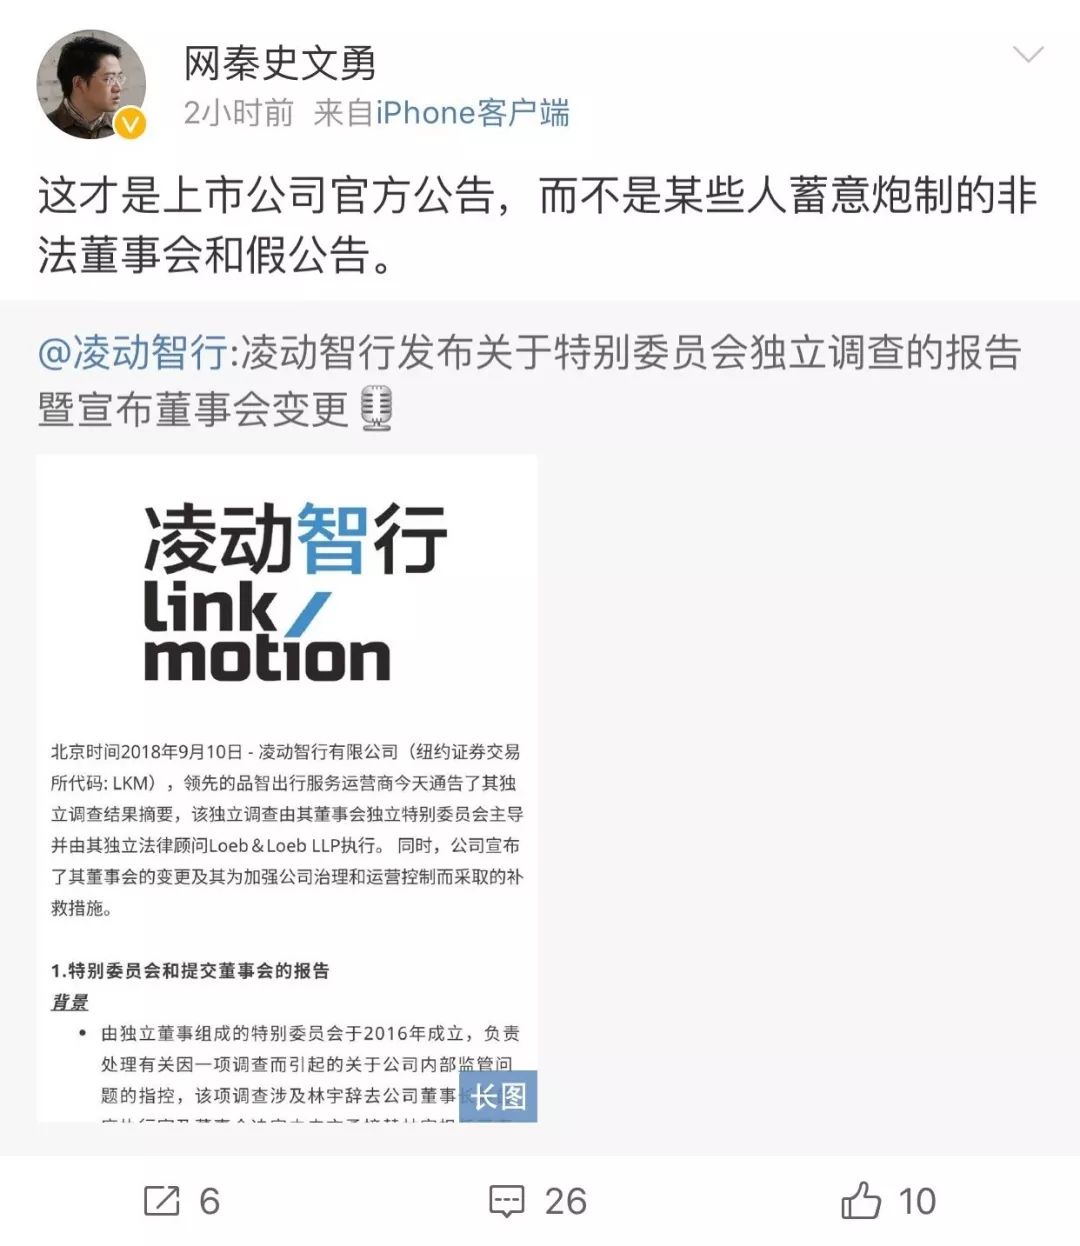 网秦史文勇
2小时前 来自iPhone客户端
这才是上市公司官方公告，而不是某些人蓄意炮制的非
法董事会和假公告。
@凌动智行:凌动智行发布关于特别委员会独立调查的报告
暨宣布董事会变更
凌动智行
link
motion
北京时间2018年9月10日 - 凌动智行有限公司（纽约证券交易
所代码: LKM），领先的品智出行服务运营商今天通告了其独
立调查结果摘要，该独立调查由其董事会独立特别委员会主导
并由其独立法律顾问Loeb＆Loeb LLP执行。 同时，公司宣布
了其董事会的变更及其为加强公司治理和运营控制而采取的补
救措施。
1.特别委员会和提交董事会的报告
背景
• 由独立董事组成的特别委员会于2016年成立，负责
处理有关因一项调查而引起的关于公司内部监管问
题的指控，该项调查涉及林宇辞去公司董事长
长图
6
26
10